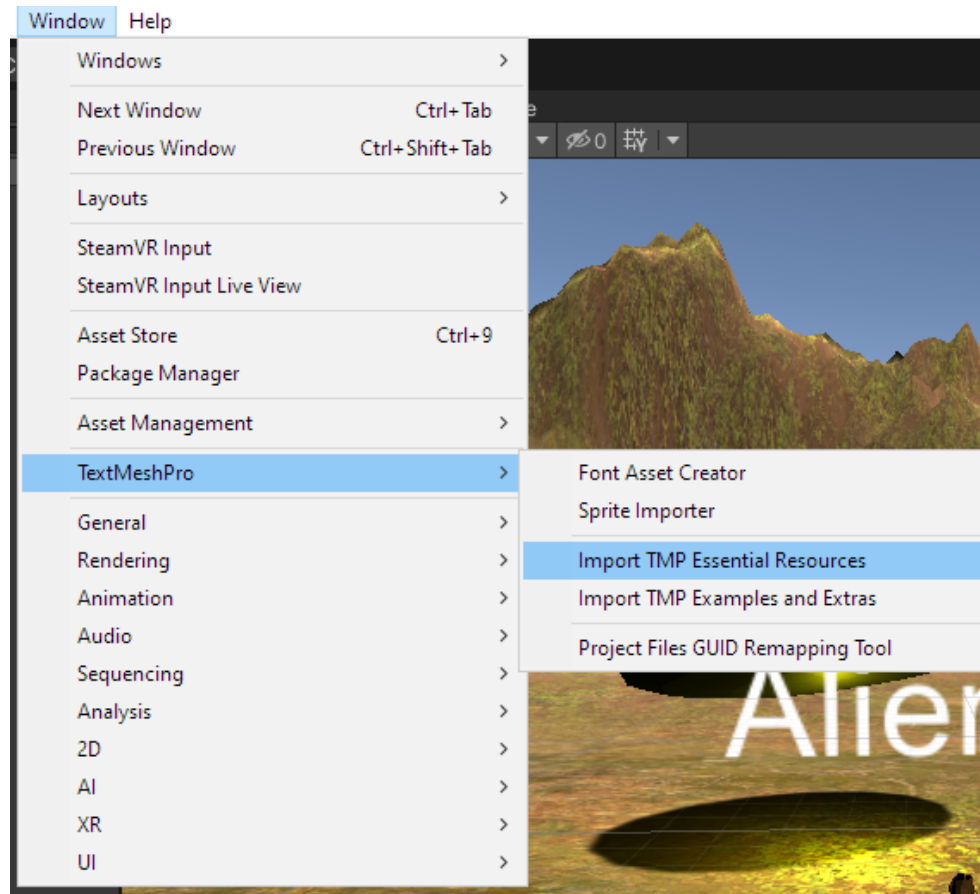 Window Help
Windows
Next Window Ctrl+Tab
Previous Window Ctrl+Shift+Tab
0
Layouts
SteamVR Input
SteamVR Input Live View
Asset Store Ctrl+9
Package Manager
Asset Management
TextMeshPro
Font Asset Creator
Sprite Importer
Import TMP Essential Resources
Import TMP Examples and Extras
Project Files GUID Remapping Tool
General
Rendering
Animation
Audio
Sequencing
Analysis
2D
AI
XR
UI
Alien